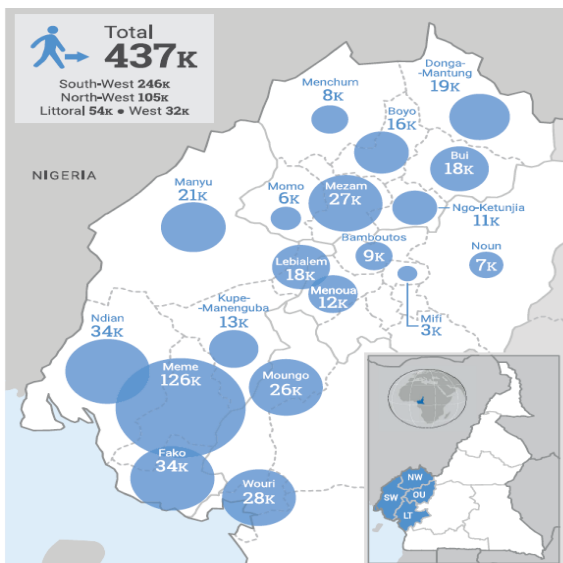 Total
437K
South-West 246K
North-West 105K
Littoral 54K ● West 32K
Donga-
-Mantung
19K
Menchum
8K
Boyo
16K
Bui
18K
NIGERIA
Manyu
21K
Momo
6K
Mezam
27K
Ngo-Ketunjia
11K
Bamboutos
9K
Noun
7K
Lebialem
18K
Menoua
12K
Mifi
3K
Kupe-
-Manenguba
13K
Ndian
34K
Meme
126K
Moungo
26K
Fako
34K
Wouri
28K
NW
SW
OU
LT